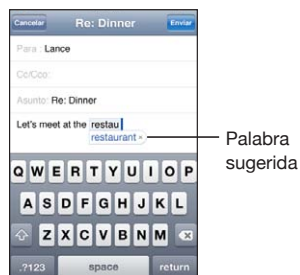 Cancelar Re: Dinner Enviar
Para : Lance
Cc/Cco:
Asunto: Re: Dinner
Let's meet at the restau
restaurant ×
Palabra
sugerida
Q W E R T Y U I O P
A S D F G H J K L
Z X C V B N M
.?123 space return